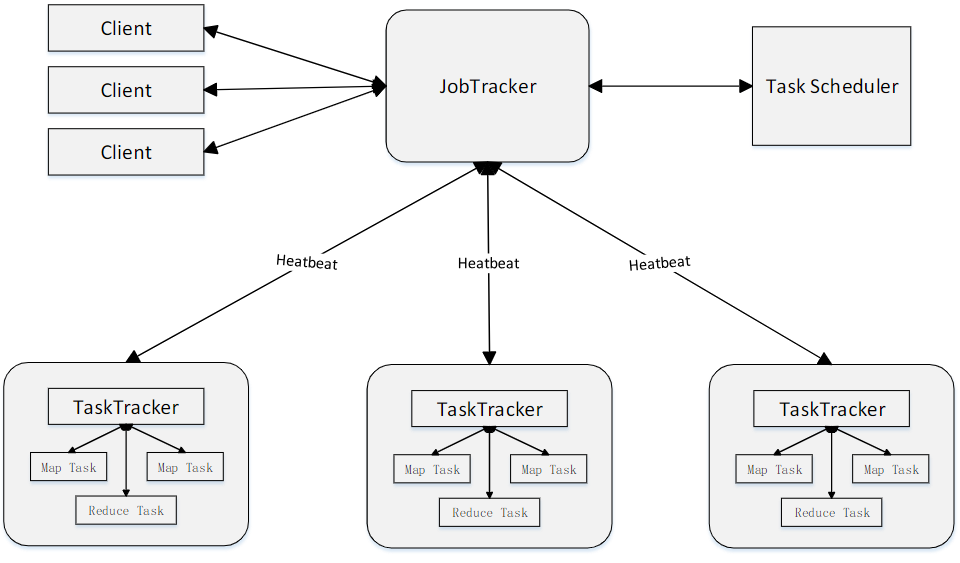 Client
Client
Client
JobTracker
Task Scheduler
Heatbeat
Heatbeat
Heatbeat
TaskTracker
Map Task
Map Task
Reduce Task
TaskTracker
Map Task
Map Task
Reduce Task
TaskTracker
Map Task
Map Task
Reduce Task